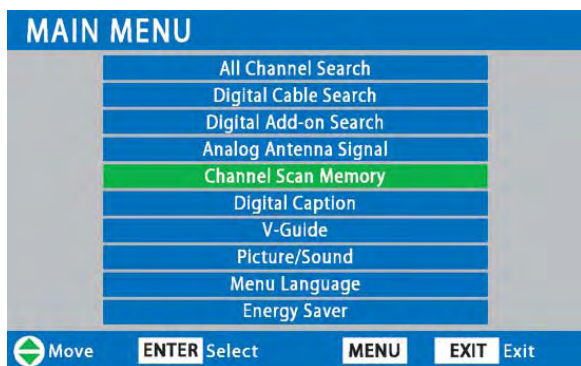 MAIN MENU
All Channel Search
Digital Cable Search
Digital Add-on Search
Analog Antenna Signal
Channel Scan Memory
Digital Caption
V-Guide
Picture/Sound
Menu Language
Energy Saver
Move ENTER Select MENU EXIT Exit